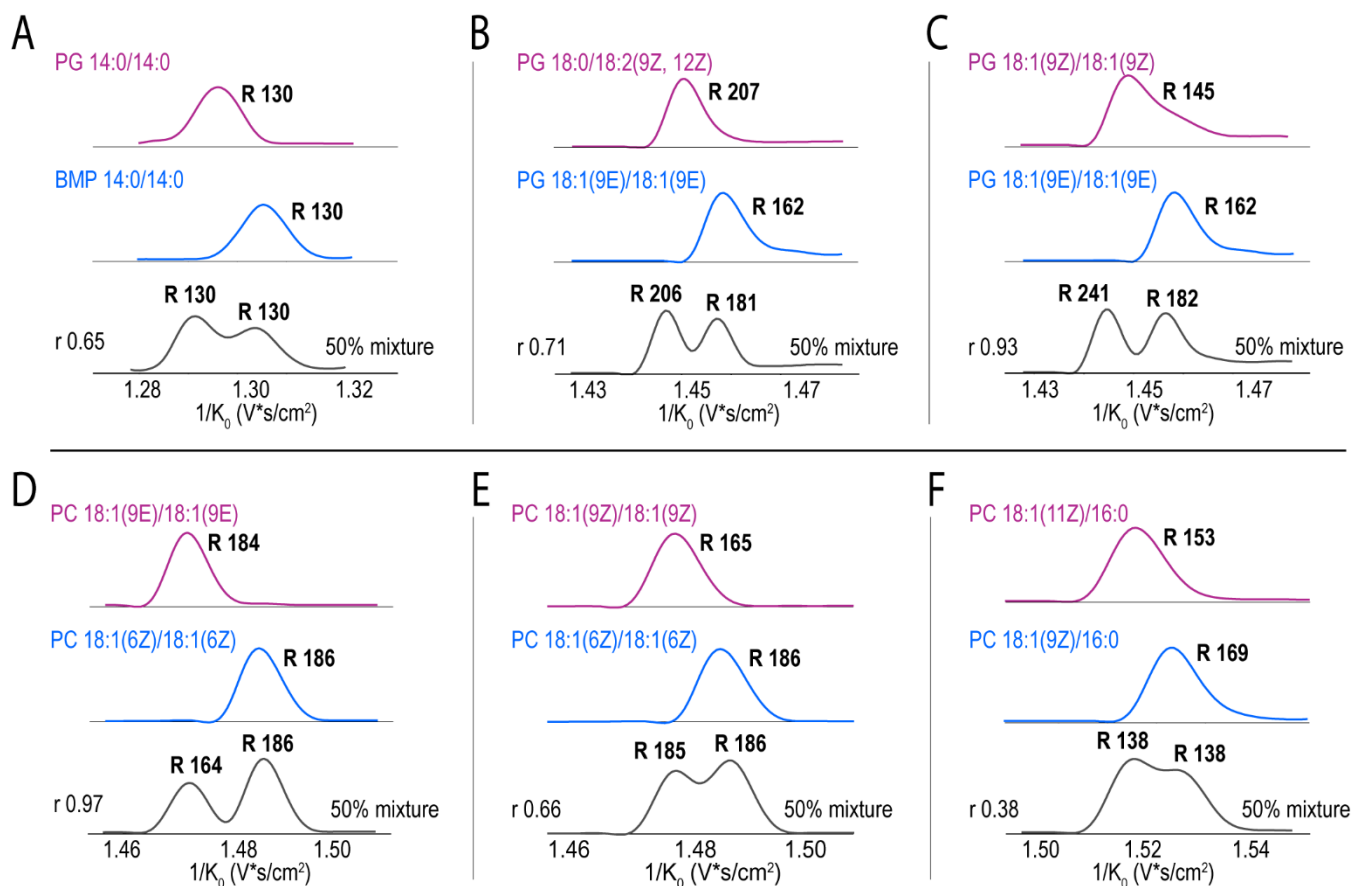 A
PG 14:0/14:0
R 130
BMP 14:0/14:0
R 130
R 130
R 130
r 0.65
50% mixture
1.28 1.30 1.32
1/K₀ (V*s/cm²)
B
PG 18:0/18:2(9Z, 12Z)
R 207
PG 18:1(9E)/18:1(9E)
R 162
R 206
R 181
r 0.71
50% mixture
1.43 1.45 1.47
1/K₀ (V*s/cm²)
C
PG 18:1(9Z)/18:1(9Z)
R 145
PG 18:1(9E)/18:1(9E)
R 162
R 241
R 182
r 0.93
50% mixture
1.43 1.45 1.47
1/K₀ (V*s/cm²)
D
PC 18:1(9E)/18:1(9E)
R 184
PC 18:1(6Z)/18:1(6Z)
R 186
R 186
R 164
r 0.97
50% mixture
1.46 1.48 1.50
1/K₀ (V*s/cm²)
E
PC 18:1(9Z)/18:1(9Z)
R 165
PC 18:1(6Z)/18:1(6Z)
R 186
R 185
R 186
r 0.66
50% mixture
1.46 1.48 1.50
1/K₀ (V*s/cm²)
F
PC 18:1(11Z)/16:0
R 153
PC 18:1(9Z)/16:0
R 169
R 138
R 138
r 0.38
50% mixture
1.50 1.52 1.54
1/K₀ (V*s/cm²)